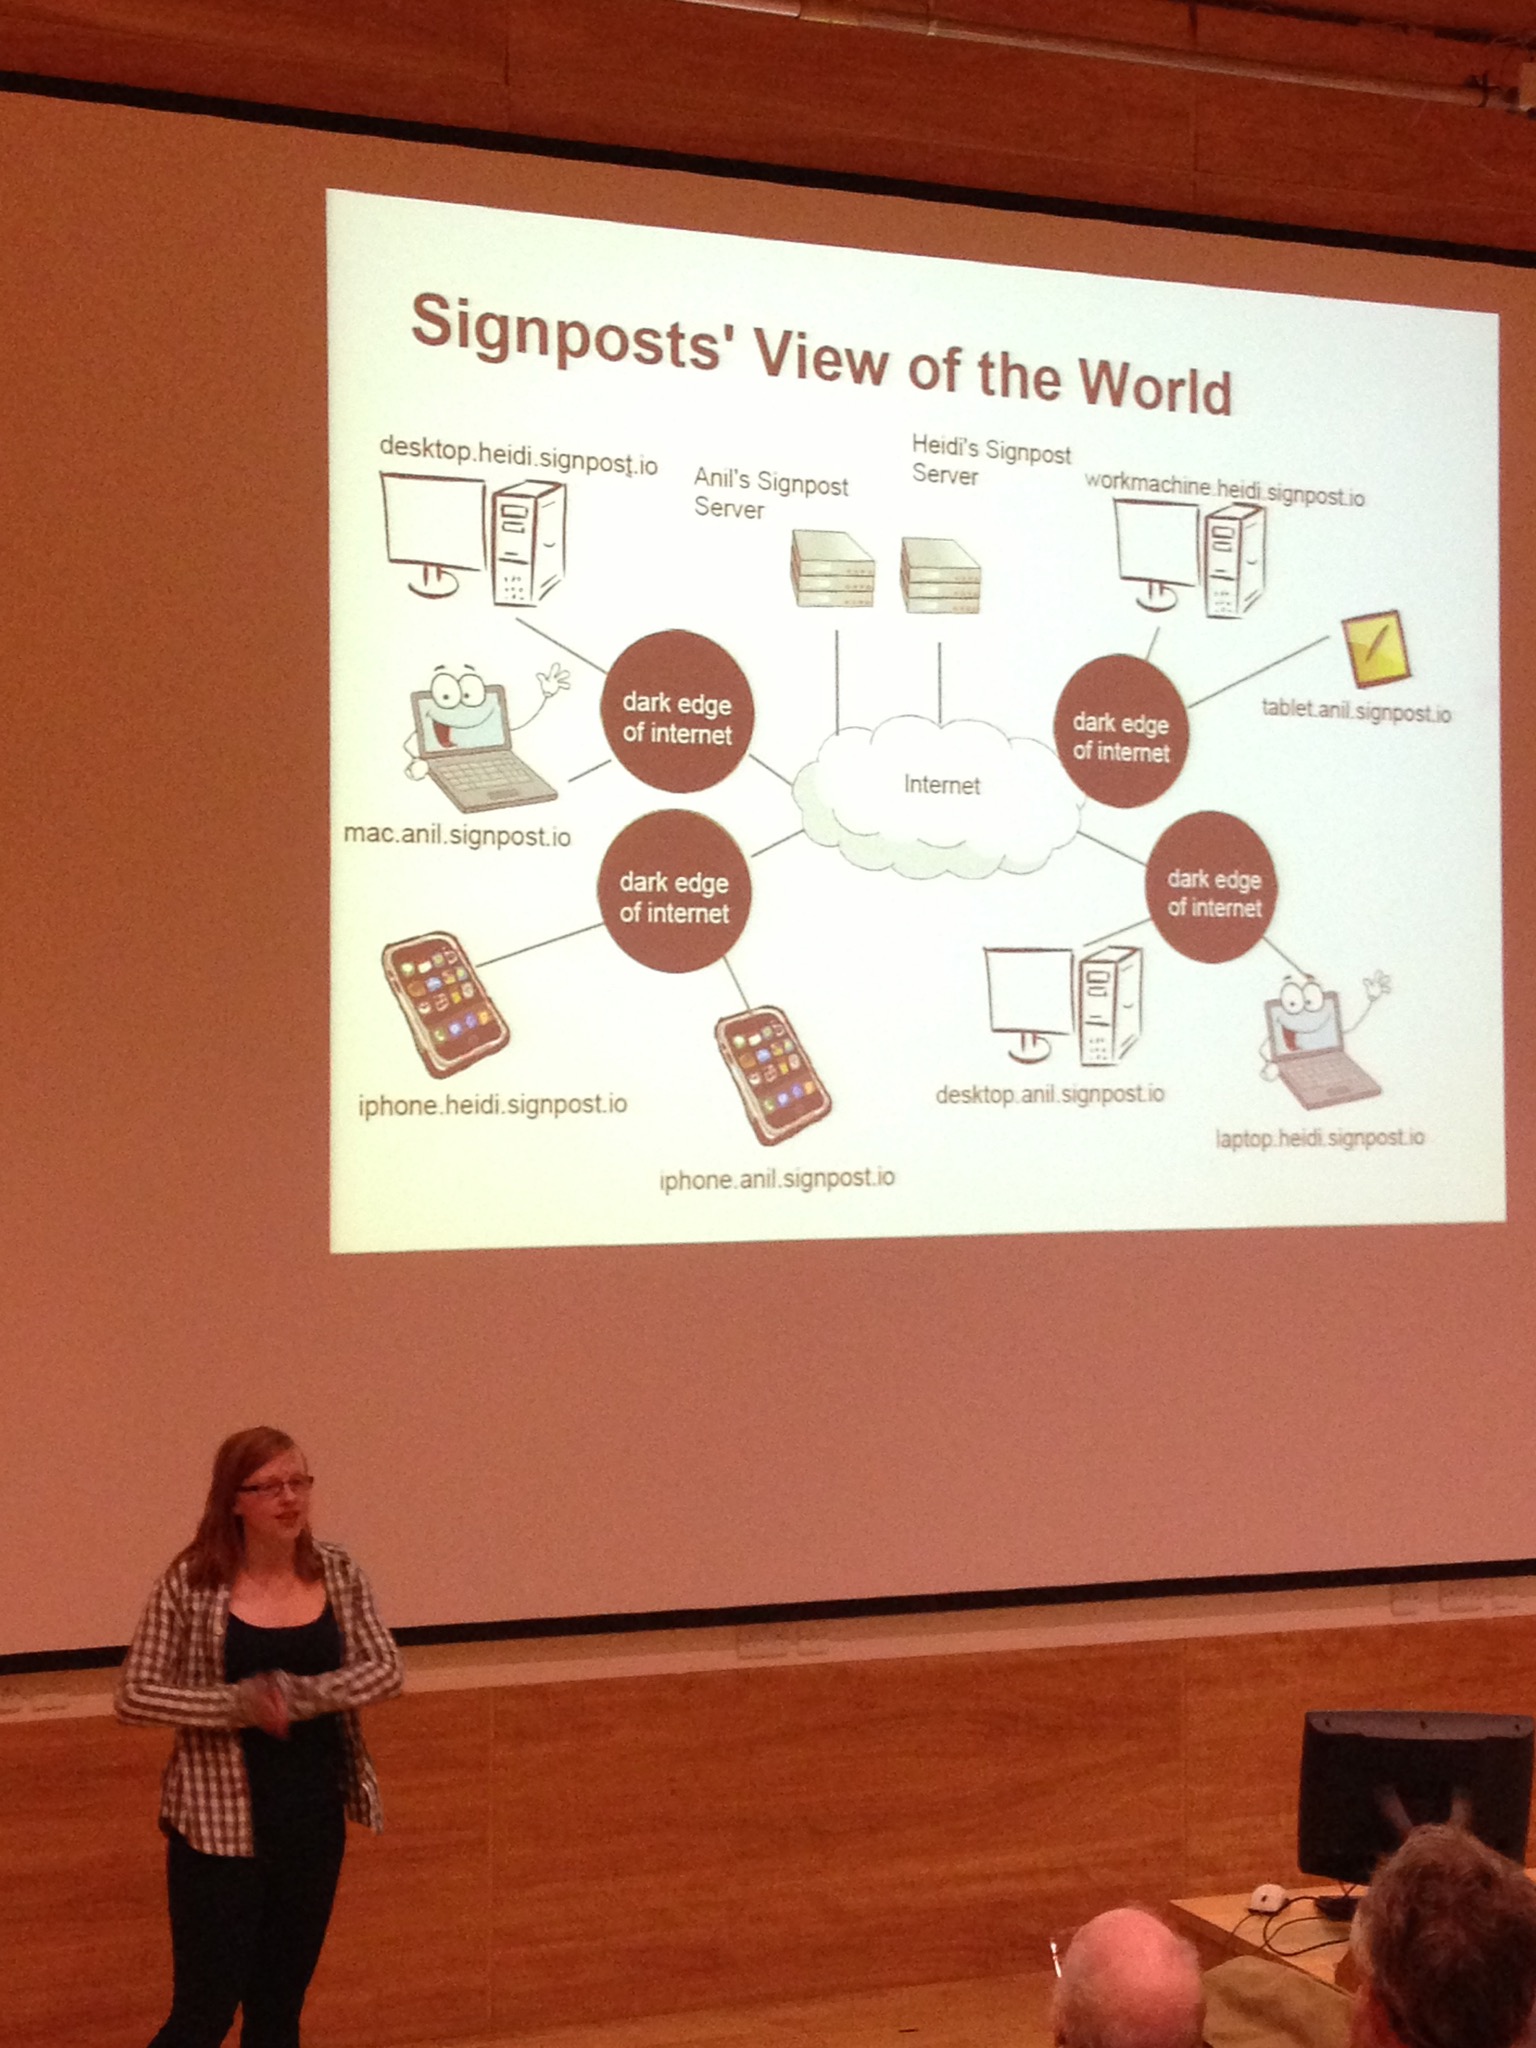 Signposts' View of the World
desktop.heidi.signpost.io
Anil's Signpost
Server
Heidi's Signpost
Server
workmachine.heidi.signpost.io
dark edge
of internet
dark edge
of internet
tablet.anil.signpost.io
Internet
mac.anil.signpost.io
dark edge
of internet
dark edge
of internet
iphone.heidi.signpost.io
iphone.anil.signpost.io
desktop.anil.signpost.io
laptop.heidi.signpost.io